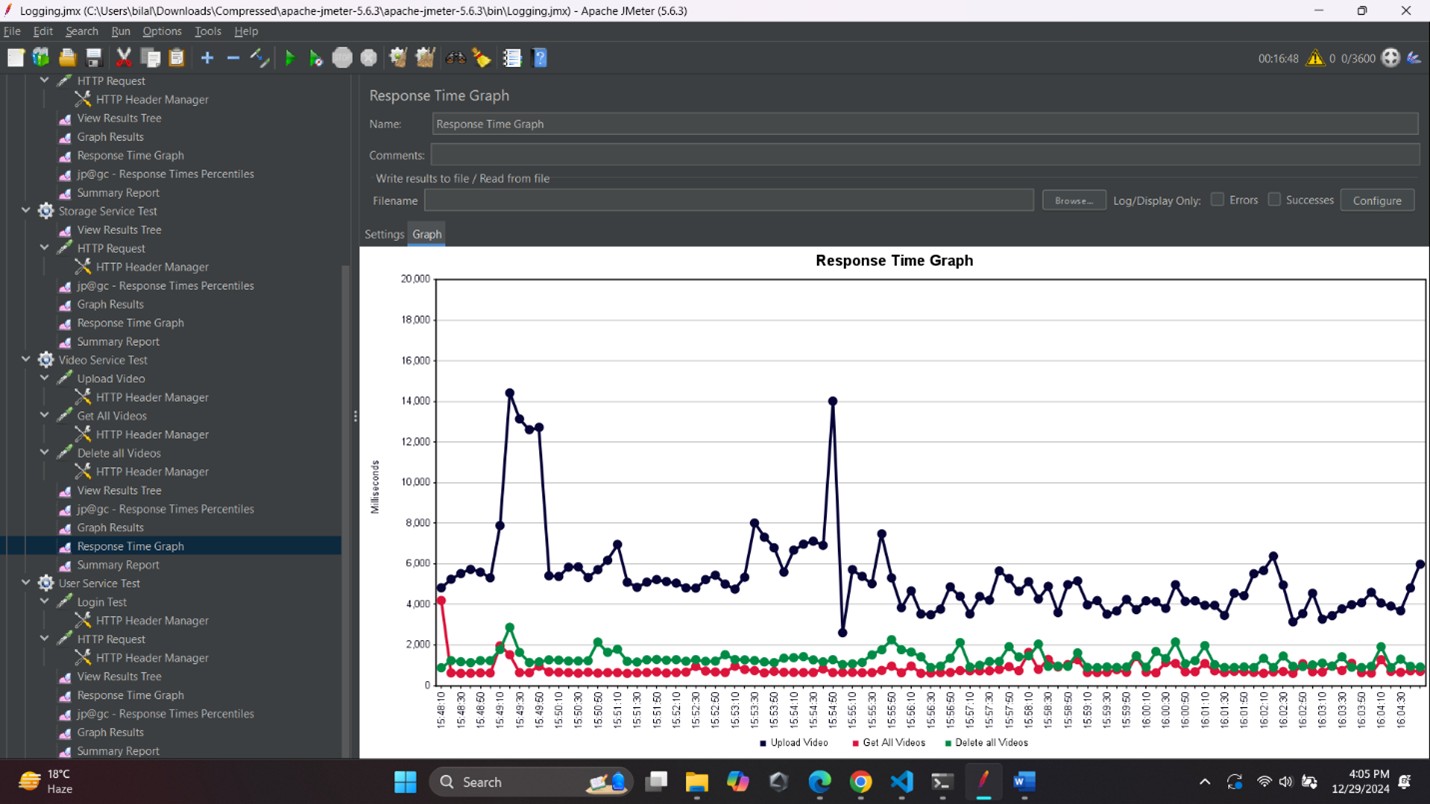 Logging.jmx (C:\Users\bilal\Downloads\Compressed\apache-jmeter-5.6.3\apache-jmeter-5.6.3\bin\Logging.jmx) - Apache JMeter (5.6.3)
File Edit Search Run Options Tools Help
00:16:48 0 0/3600
HTTP Request
HTTP Header Manager
View Results Tree
Graph Results
Response Time Graph
jp@gc - Response Times Percentiles
Summary Report
Storage Service Test
View Results Tree
HTTP Request
HTTP Header Manager
jp@gc - Response Times Percentiles
Graph Results
Response Time Graph
Summary Report
Video Service Test
Upload Video
HTTP Header Manager
Get All Videos
HTTP Header Manager
Delete all Videos
HTTP Header Manager
View Results Tree
jp@gc - Response Times Percentiles
Graph Results
Response Time Graph
Summary Report
User Service Test
Login Test
HTTP Header Manager
HTTP Request
HTTP Header Manager
View Results Tree
Response Time Graph
jp@gc - Response Times Percentiles
Graph Results
Summary Report
Response Time Graph
Name: Response Time Graph
Comments:
Write results to file / Read from file
Filename Browse... Log/Display Only: Errors Successes Configure
Settings Graph
Response Time Graph
20,000
18,000
16,000
14,000
12,000
10,000
8,000
6,000
4,000
2,000
0
Milliseconds
15:48:10
15:48:30
15:48:50
15:49:10
15:49:30
15:49:50
15:50:10
15:50:30
15:50:50
15:51:10
15:51:30
15:51:50
15:52:10
15:52:30
15:52:50
15:53:10
15:53:30
15:53:50
15:54:10
15:54:30
15:54:50
15:55:10
15:55:30
15:55:50
15:56:10
15:56:30
15:56:50
15:57:10
15:57:30
15:57:50
15:58:10
15:58:30
15:58:50
15:59:10
15:59:30
15:59:50
16:00:10
16:00:30
16:00:50
16:01:10
16:01:30
16:01:50
16:02:10
16:02:30
16:02:50
16:03:10
16:03:30
16:03:50
16:04:10
16:04:30
Upload Video Get All Videos Delete all Videos
18°C
Haze
Search
4:05 PM
12/29/2024